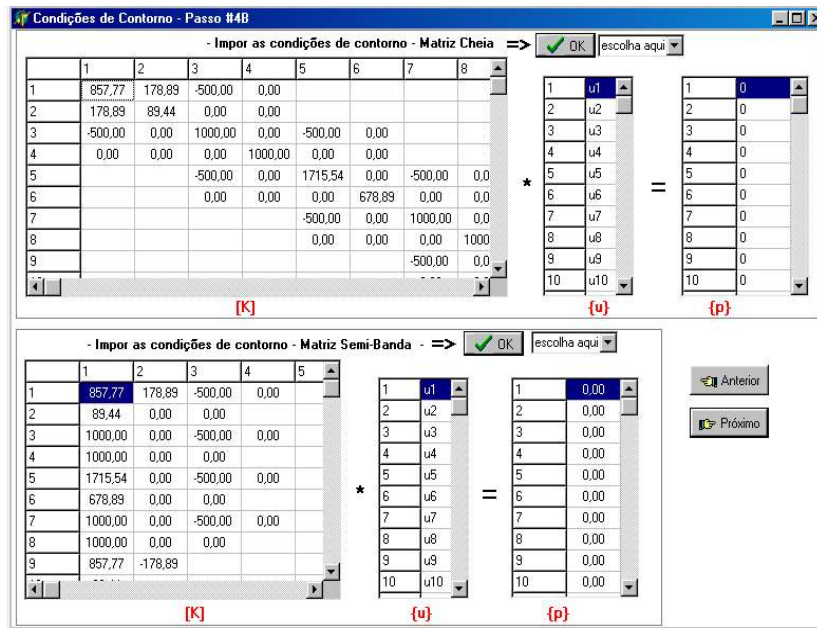 Condições de Contorno - Passo #4B
- Impor as condições de contorno - Matriz Cheia => OK escolha aqui
1 2 3 4 5 6 7 8
1 857,77 178,89 -500,00 0,00
2 178,89 89,44 0,00 0,00
3 -500,00 0,00 1000,00 0,00 -500,00 0,00
4 0,00 0,00 0,00 1000,00 0,00 0,00
5 -500,00 0,00 1715,54 0,00 -500,00 0,0
6 0,00 0,00 0,00 678,89 0,00 0,0
7 -500,00 0,00 1000,00 0,0
8 0,00 0,00 0,00 1000
9 -500,00 0,0
[K]
*
1 u1
2 u2
3 u3
4 u4
5 u5
6 u6
7 u7
8 u8
9 u9
10 u10
{u}
=
1 0
2 0
3 0
4 0
5 0
6 0
7 0
8 0
9 0
10 0
{p}
- Impor as condições de contorno - Matriz Semi-Banda - => OK escolha aqui
1 2 3 4 5
1 857,77 178,89 -500,00 0,00
2 89,44 0,00 0,00
3 1000,00 0,00 -500,00 0,00
4 1000,00 0,00 0,00
5 1715,54 0,00 -500,00 0,00
6 678,89 0,00 0,00
7 1000,00 0,00 -500,00 0,00
8 1000,00 0,00 0,00
9 857,77 -178,89
[K]
*
1 u1
2 u2
3 u3
4 u4
5 u5
6 u6
7 u7
8 u8
9 u9
10 u10
{u}
=
1 0,00
2 0,00
3 0,00
4 0,00
5 0,00
6 0,00
7 0,00
8 0,00
9 0,00
10 0,00
{p}
Anterior
Próximo